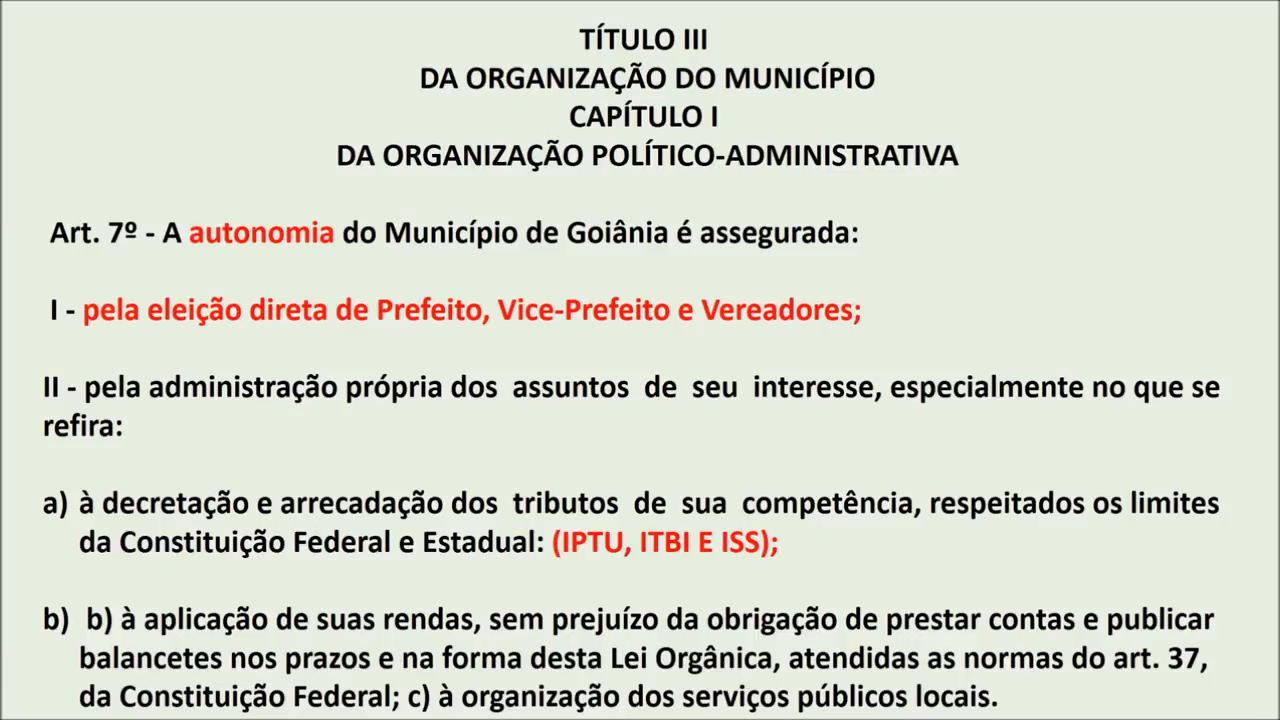 TÍTULO III
DA ORGANIZAÇÃO DO MUNICÍPIO
CAPÍTULO I
DA ORGANIZAÇÃO POLÍTICO-ADMINISTRATIVA
Art. 7º - A autonomia do Município de Goiânia é assegurada:
I - pela eleição direta de Prefeito, Vice-Prefeito e Vereadores;
II - pela administração própria dos assuntos de seu interesse, especialmente no que se
refira:
a) à decretação e arrecadação dos tributos de sua competência, respeitados os limites
da Constituição Federal e Estadual: (IPTU, ITBI E ISS);
b) b) à aplicação de suas rendas, sem prejuízo da obrigação de prestar contas e publicar
balancetes nos prazos e na forma desta Lei Orgânica, atendidas as normas do art. 37,
da Constituição Federal; c) à organização dos serviços públicos locais.